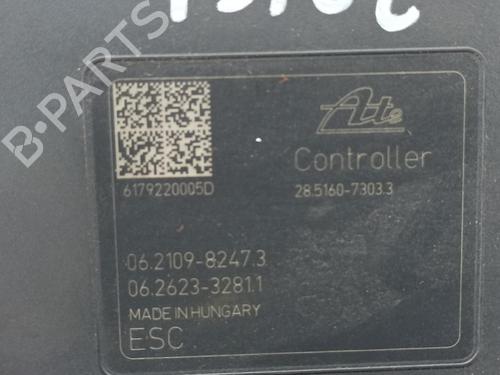 B-PARTS
Ate
6179220005D
Controller
28.5160-7303.3
06.2109-8247.3
06.2623-3281.1
MADE IN HUNGARY
ESC